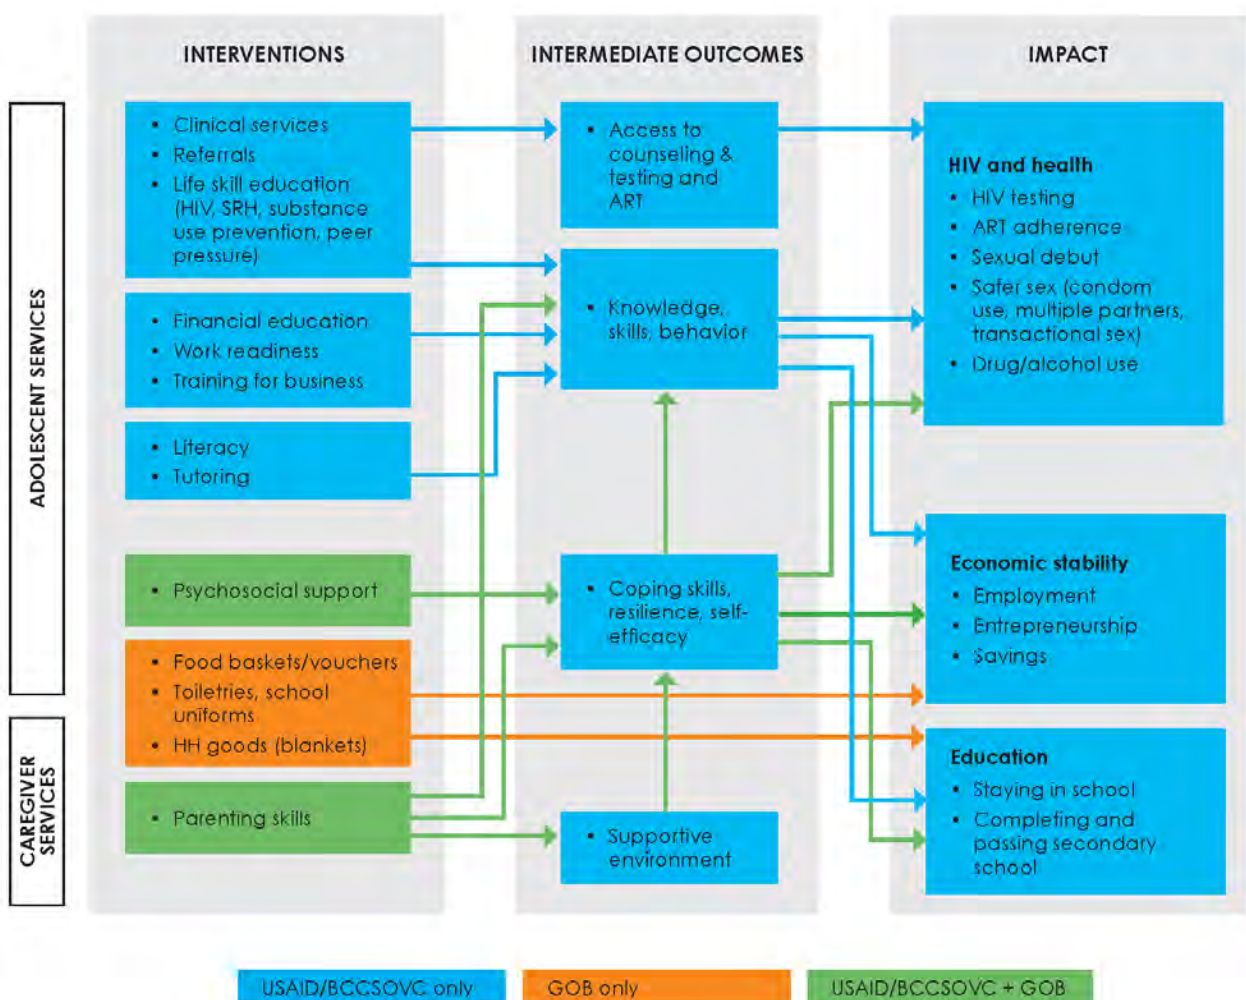 INTERVENTIONS
INTERMEDIATE OUTCOMES
IMPACT
ADOLESCENT SERVICES
CAREGIVER
SERVICES
• Clinical services
• Referrals
• Life skill education
(HIV, SRH, substance
use prevention, peer
pressure)
• Financial education
• Work readiness
• Training for business
• Literacy
• Tutoring
• Psychosocial support
• Food baskets/vouchers
• Toiletries, school
uniforms
• HH goods (blankets)
• Parenting skills
• Access to
counseling &
testing and
ART
• Knowledge,
skills, behavior
• Coping skills,
resilience, self-
efficacy
• Supportive
environment
HIV and health
• HIV testing
• ART adherence
• Sexual debut
• Safer sex (condom
use, multiple partners,
transactional sex)
• Drug/alcohol use
Economic stability
• Employment
• Entrepreneurship
• Savings
Education
• Staying in school
• Completing and
passing secondary
school
USAID/BCCSOVC only
GOB only
USAID/BCCSOVC + GOB